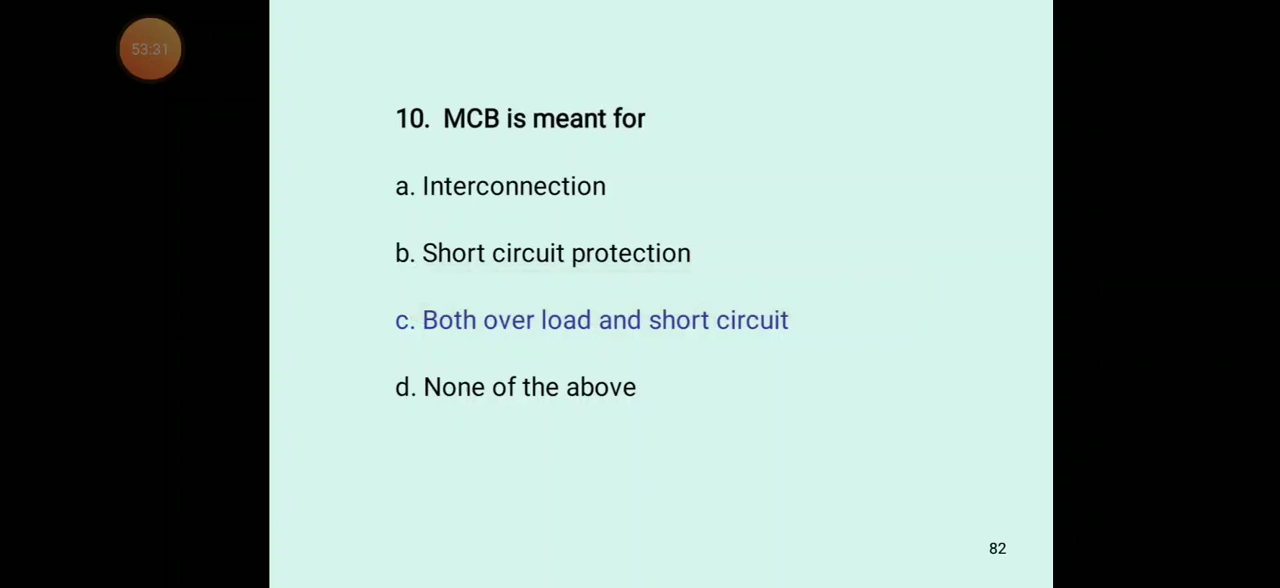 53:31
10. MCB is meant for
a. Interconnection
b. Short circuit protection
c. Both over load and short circuit
d. None of the above
82